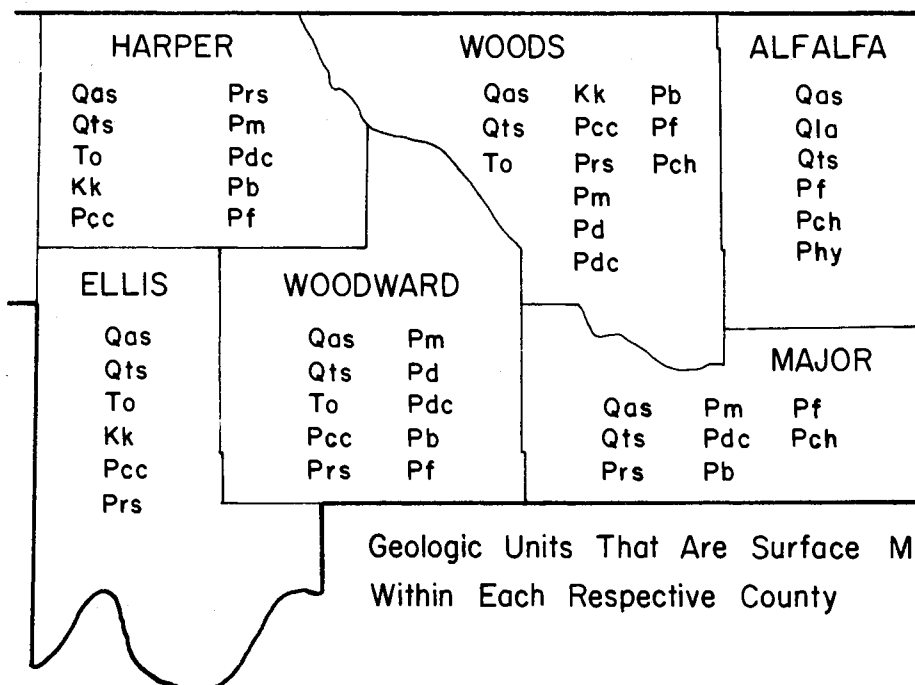 HARPER
Qas Prs
Qts Pm
To Pdc
Kk Pb
Pcc Pf
WOODS
Qas Kk Pb
Qts Pcc Pf
To Prs Pch
Pm
Pd
Pdc
ALFALFA
Qas
Qla
Qts
Pf
Pch
Phy
ELLIS
Qas
Qts
To
Kk
Pcc
Prs
WOODWARD
Qas Pm
Qts Pd
To Pdc
Pcc Pb
Prs Pf
MAJOR
Qas Pm Pf
Qts Pdc Pch
Prs Pb
Geologic Units That Are Surface M
Within Each Respective County